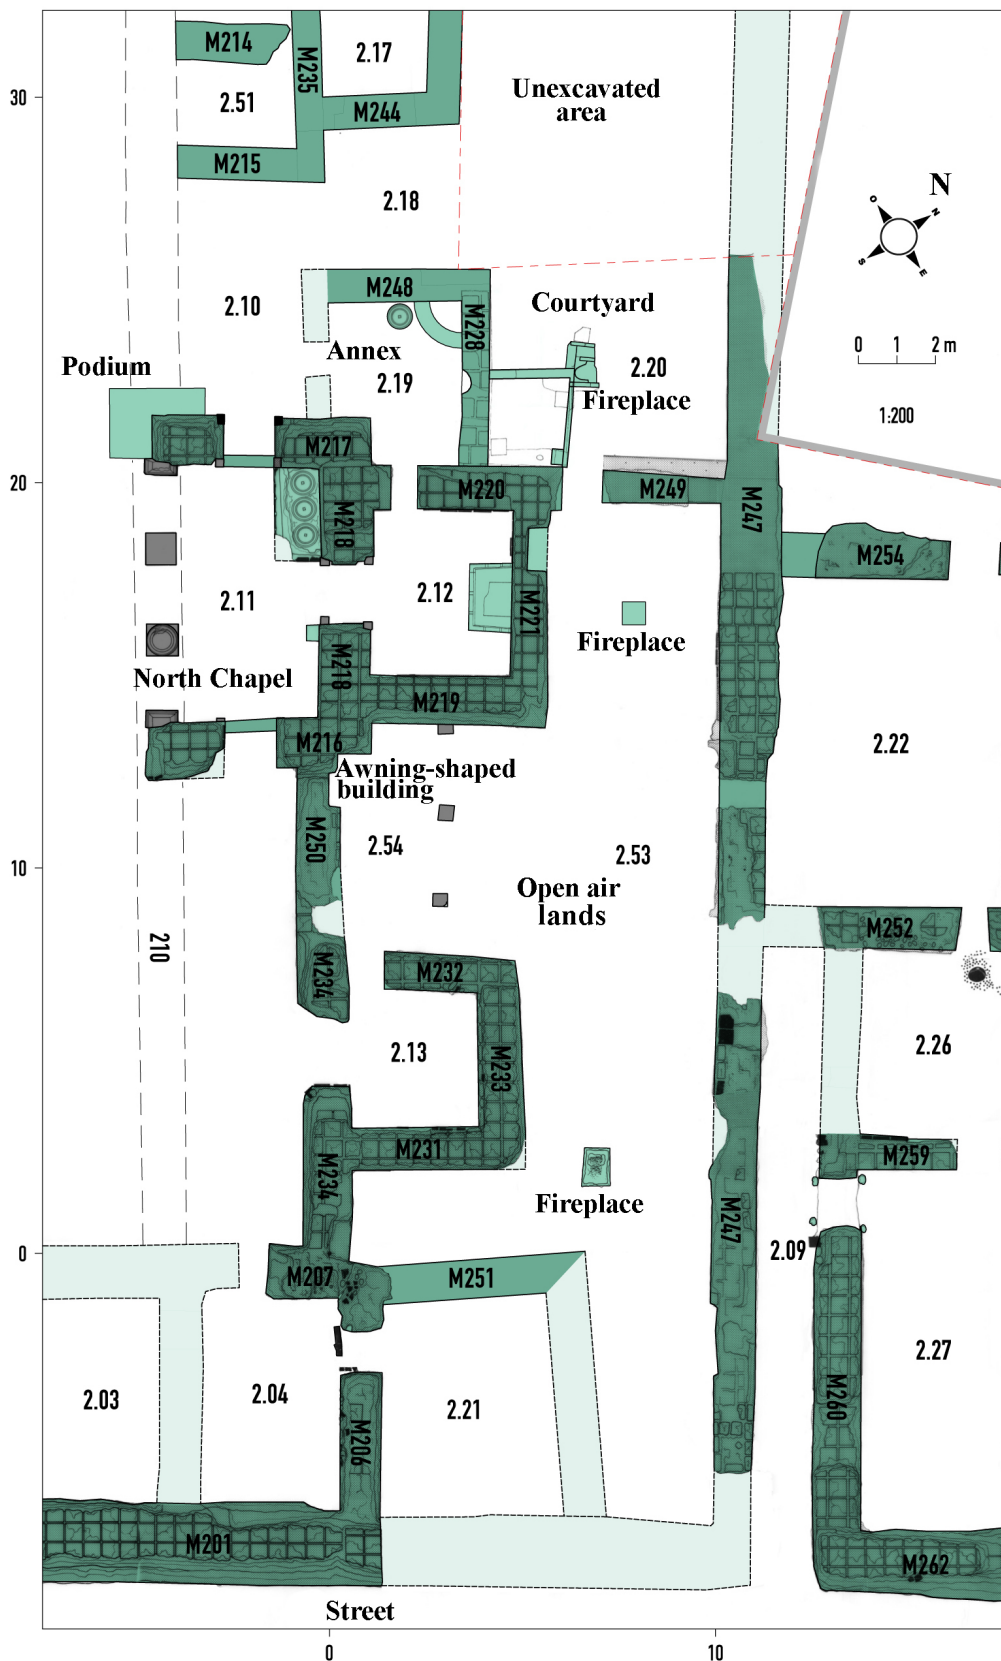 M214
M235
2.17
2.51
M244
M215
2.18
Unexcavated
area
30
N
O
N
S
E
0 1 2 m
1:200
M248
2.10
M228
Courtyard
Annex
2.19
2.20
Podium
Fireplace
M217
20
M220
M249
M218
M247
M254
2.11
2.12
M221
Fireplace
North Chapel
M218
M219
M216
2.22
Awning-shaped
building
M250
2.54
2.53
10
Open air
lands
M252
210
M234
M232
2.13
M233
2.26
M231
M259
M234
Fireplace
M247
0
M207
M251
2.09
2.27
2.03
2.04
2.21
M206
M260
M201
M262
Street
0
10